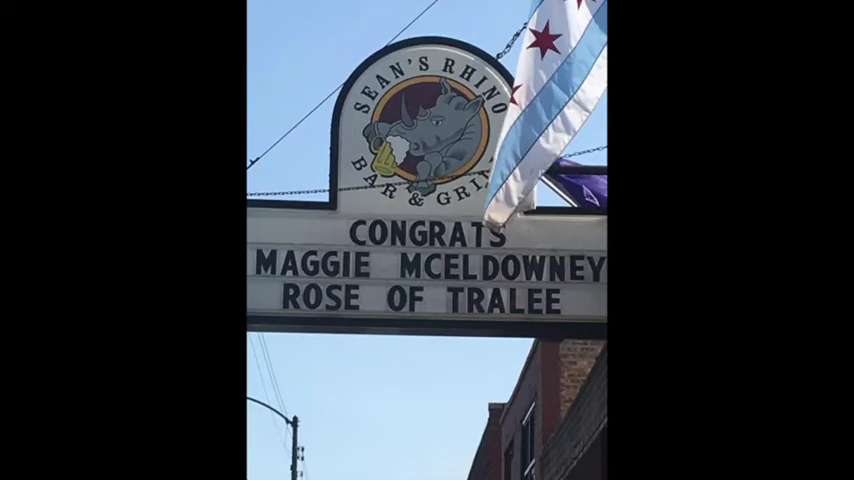 SEAN'S RHINO
BAR & GRILL
CONGRATS
MAGGIE MCELDOWNEY
ROSE OF TRALEE